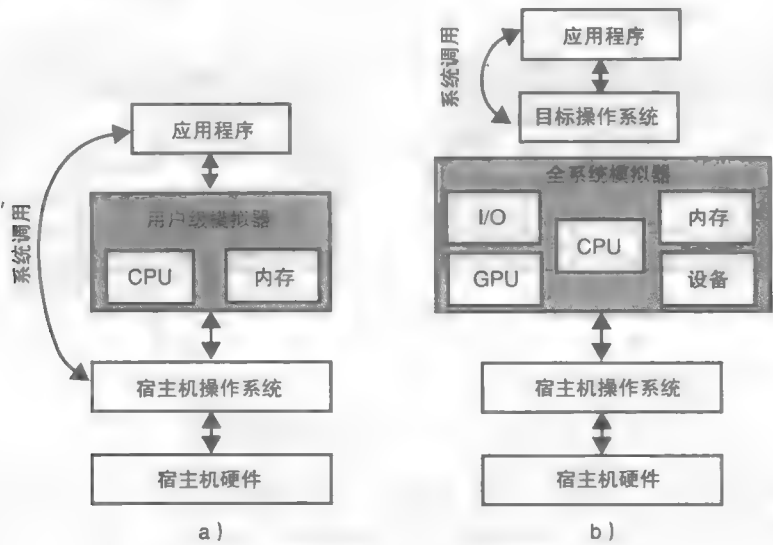 系统调用
应用程序
用户级模拟器
CPU
内存
宿主机操作系统
宿主机硬件
a)
系统调用
应用程序
目标操作系统
全系统模拟器
I/O
内存
CPU
GPU
设备
宿主机操作系统
宿主机硬件
b)